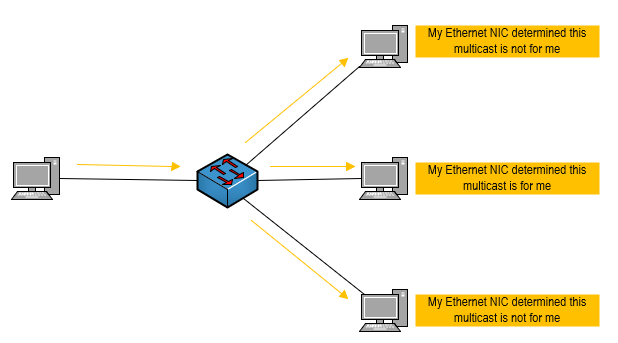 My Ethernet NIC determined this
multicast is not for me
My Ethernet NIC determined this
multicast is for me
My Ethernet NIC determined this
multicast is not for me